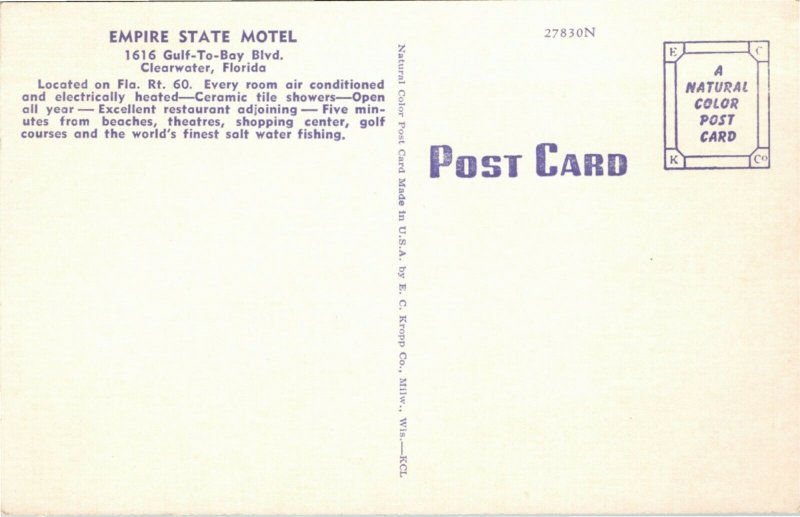 EMPIRE STATE MOTEL
1616 Gulf-To-Bay Blvd.
Clearwater, Florida
Located on Fla. Rt. 60. Every room air conditioned
and electrically heated—Ceramic tile showers—Open
all year — Excellent restaurant adjoining — Five min-
utes from beaches, theatres, shopping center, golf
courses and the world's finest salt water fishing.
Natural Color Post Card Made in U.S.A. by E. C. Kropp Co., Milw., Wis.—KCL
27830N
POST CARD
E C
A
NATURAL
COLOR
POST
CARD
K Co